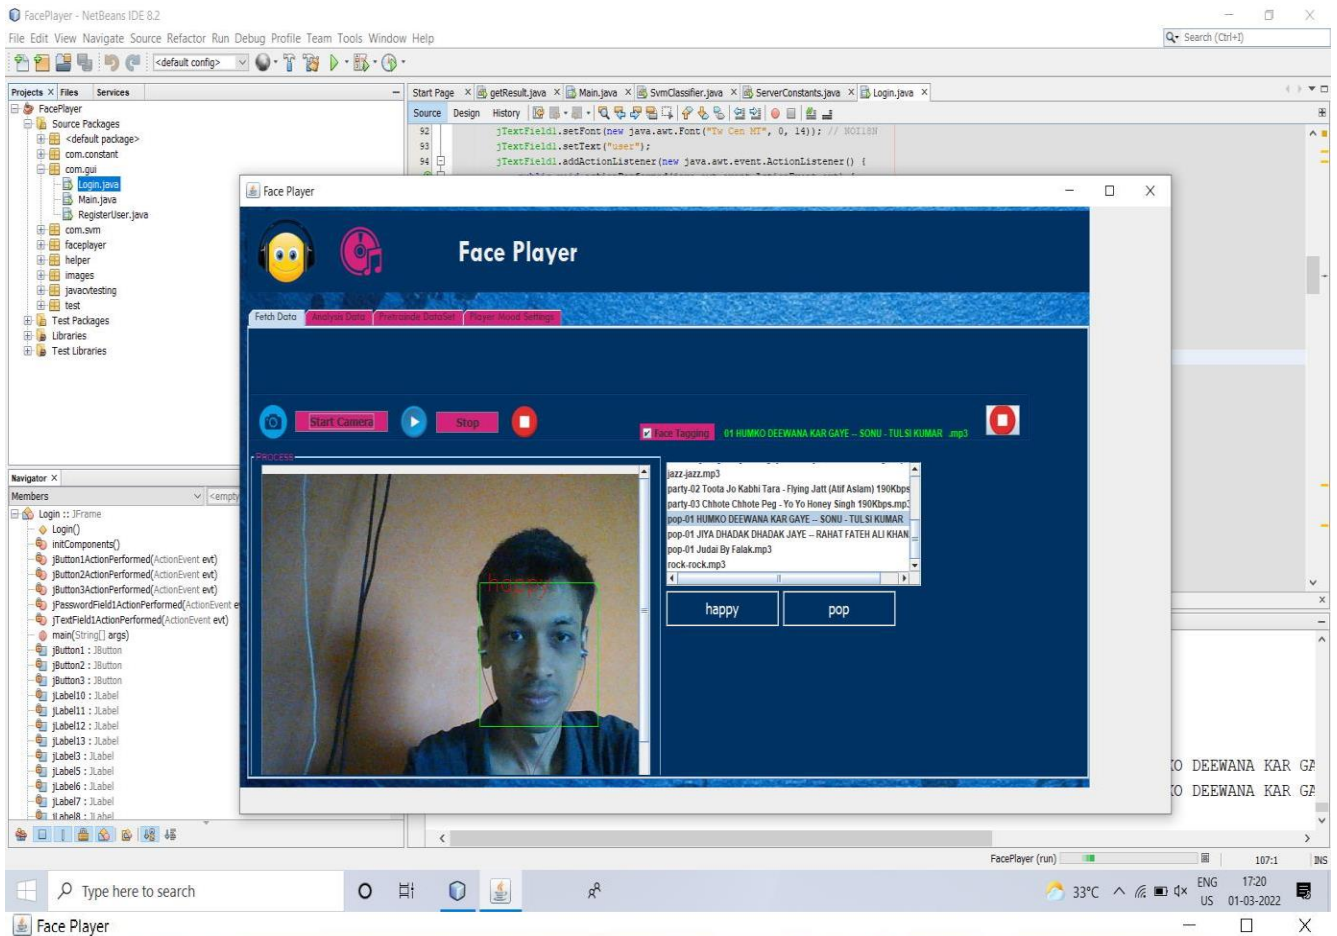 FacePlayer - NetBeans IDE 8.2
File Edit View Navigate Source Refactor Run Debug Profile Team Tools Window Help
Search (Ctrl+I)
<default config>
Projects X Files Services
Start Page X getResult.java X Main.java X SvmClassifier.java X ServerConstants.java X Login.java X
FacePlayer
Source Packages
<default package>
com.constant
com.gui
Login.java
Main.java
RegisterUser.java
com.svm
faceplayer
helper
images
javacvtesting
test
Test Packages
Libraries
Test Libraries
Source Design History
92 jTextField1.setFont(new java.awt.Font("Tw Cen MT", 0, 14)); // NOI18N
93 jTextField1.setText("user");
94 jTextField1.addActionListener(new java.awt.event.ActionListener() {
Face Player
Face Player
Fetch Data Analysis Data Pretrainde DataSet Player Mood Settings
Start Camera Stop
Face Tagging 01 HUMKO DEEWANA KAR GAYE -- SONU - TULSI KUMAR .mp3
PROCESS
happy
jazz-jazz.mp3
party-02 Toota Jo Kabhi Tara - Flying Jatt (Atif Aslam) 190Kbps
party-03 Chhote Chhote Peg - Yo Yo Honey Singh 190Kbps.mp3
pop-01 HUMKO DEEWANA KAR GAYE -- SONU - TULSI KUMAR
pop-01 JIYA DHADAK DHADAK JAYE -- RAHAT FATEH ALI KHAN
pop-01 Judai By Falak.mp3
rock-rock.mp3
happy pop
Navigator X
Members <empty
Login :: JFrame
Login()
initComponents()
jButton1ActionPerformed(ActionEvent evt)
jButton2ActionPerformed(ActionEvent evt)
jButton3ActionPerformed(ActionEvent evt)
jPasswordField1ActionPerformed(ActionEvent e
jTextField1ActionPerformed(ActionEvent evt)
main(String[] args)
jButton1 : JButton
jButton2 : JButton
jButton3 : JButton
jLabel10 : JLabel
jLabel11 : JLabel
jLabel12 : JLabel
jLabel13 : JLabel
jLabel3 : JLabel
jLabel5 : JLabel
jLabel6 : JLabel
jLabel7 : JLabel
jLabel8 : JLabel
KO DEEWANA KAR GA
KO DEEWANA KAR GA
FacePlayer (run) 107:1 INS
Type here to search
33°C ENG US 17:20 01-03-2022
Face Player